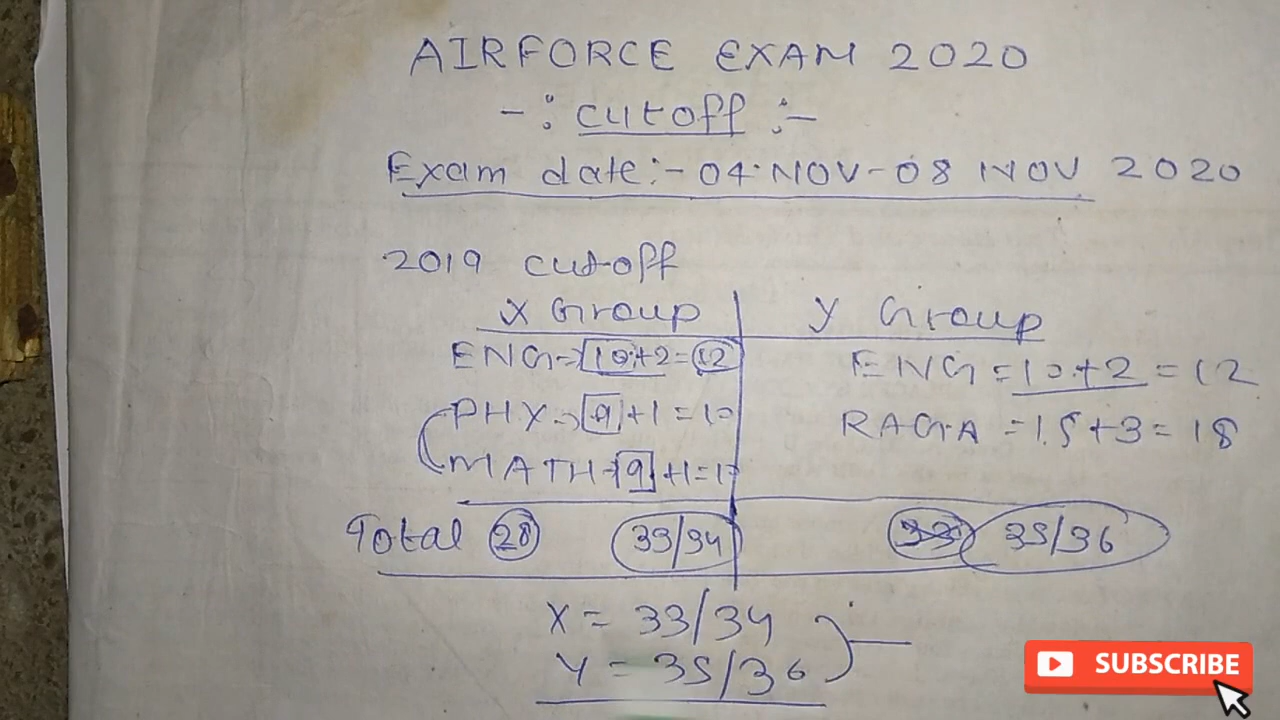 AIRFORCE EXAM 2020
-: cutoff :-
Exam date:- 04 NOV - 08 NOV 2020
2019 cutoff
X Group Y Group
ENG→ 10+2=12 ENG=10+2=12
PHY→ 9+1=10 RAGA=15+3=18
MATH→ 9+1=10
Total 28 33/34 35/36
X = 33/34
Y = 35/36
SUBSCRIBE